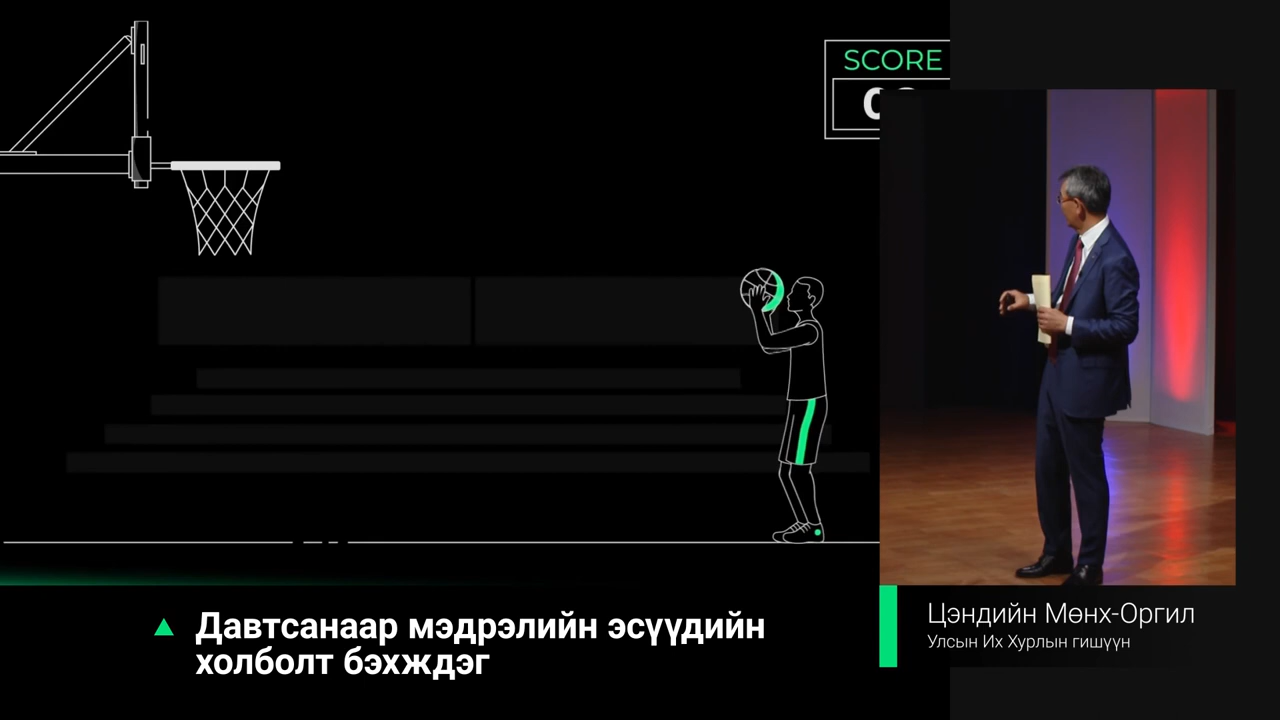 SCORE
Давтсанаар мэдрэлийн эсүүдийн
холболт бэхждэг
Цэндийн Мөнх-Оргил
Улсын Их Хурлын гишүүн